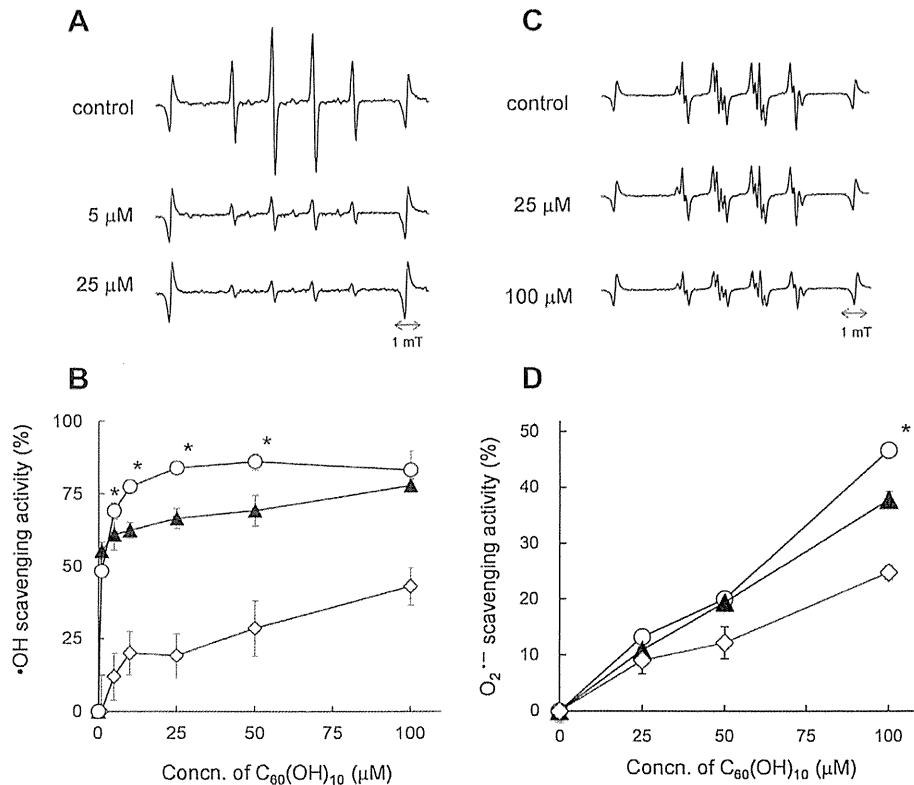 A
control
5 μM
25 μM
1 mT
B
100
75
50
25
0
•OH scavenging activity (%)
*
*
*
*
0
25
50
75
100
Concn. of C₆₀(OH)₁₀ (μM)
C
control
25 μM
100 μM
1 mT
D
50
40
30
20
10
0
O₂•− scavenging activity (%)
*
0
25
50
75
100
Concn. of C₆₀(OH)₁₀ (μM)